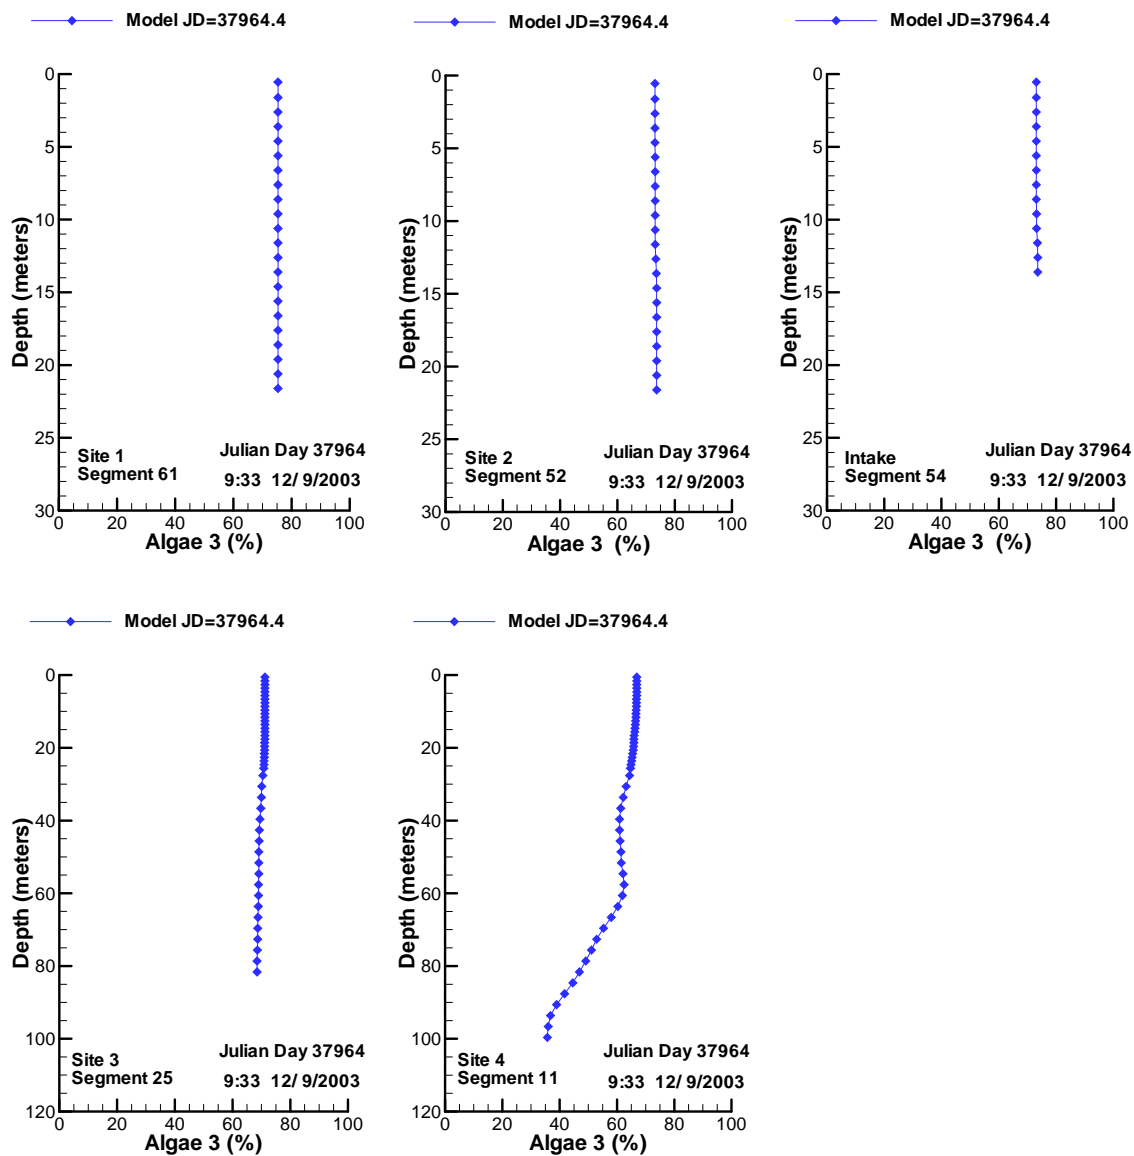 Model JD=37964.4
0
5
10
15
20
25
30
Depth (meters)
Site 1
Segment 61
Julian Day 37964
9:33 12/ 9/2003
0 20 40 60 80 100
Algae 3 (%)
Model JD=37964.4
0
5
10
15
20
25
30
Depth (meters)
Site 2
Segment 52
Julian Day 37964
9:33 12/ 9/2003
0 20 40 60 80 100
Algae 3 (%)
Model JD=37964.4
0
5
10
15
20
25
30
Depth (meters)
Intake
Segment 54
Julian Day 37964
9:33 12/ 9/2003
0 20 40 60 80 100
Algae 3 (%)
Model JD=37964.4
0
20
40
60
80
100
120
Depth (meters)
Site 3
Segment 25
Julian Day 37964
9:33 12/ 9/2003
0 20 40 60 80 100
Algae 3 (%)
Model JD=37964.4
0
20
40
60
80
100
120
Depth (meters)
Site 4
Segment 11
Julian Day 37964
9:33 12/ 9/2003
0 20 40 60 80 100
Algae 3 (%)